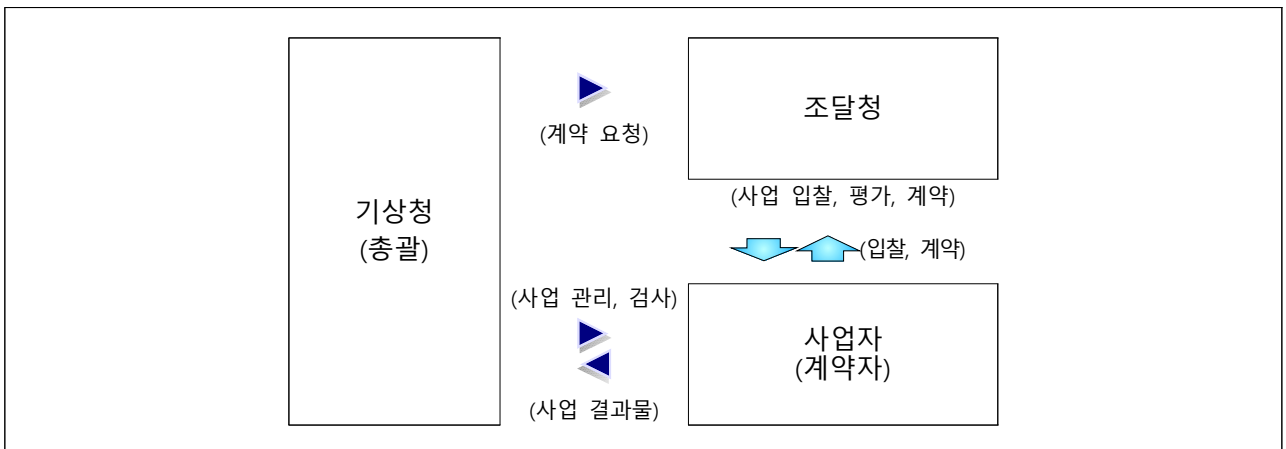 기상청
(총괄)
(계약 요청)
조달청
(사업 입찰, 평가, 계약)
(입찰, 계약)
(사업 관리, 검사)
(사업 결과물)
사업자
(계약자)